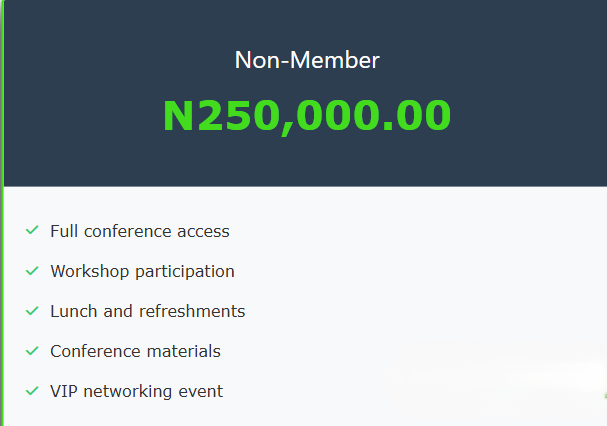 Non-Member
N250,000.00
Full conference access
Workshop participation
Lunch and refreshments
Conference materials
VIP networking event